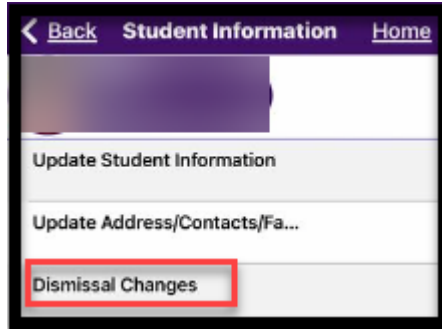 Back Student Information Home
Update Student Information
Update Address/Contacts/Fa...
Dismissal Changes